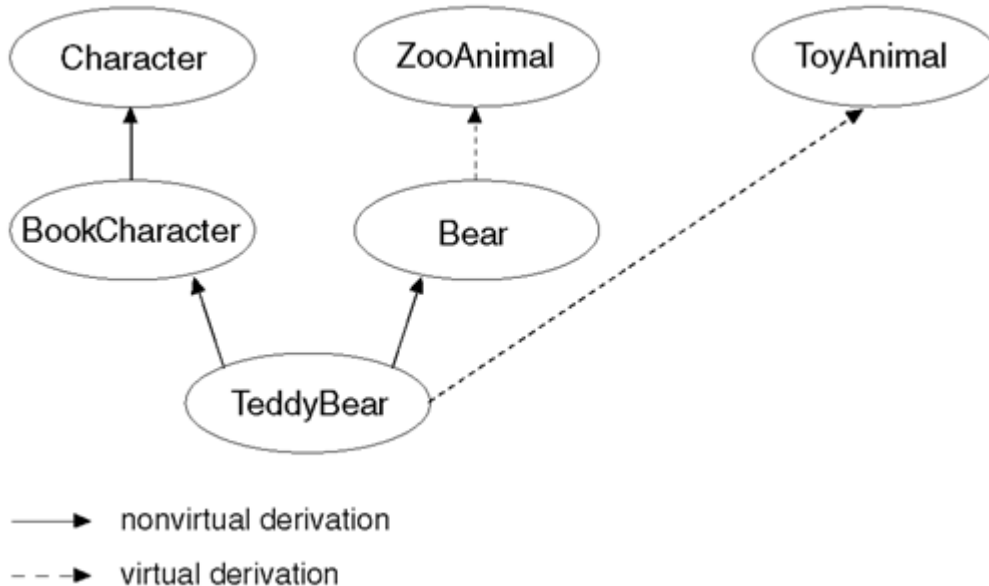 Character
ZooAnimal
ToyAnimal
BookCharacter
Bear
TeddyBear
nonvirtual derivation
virtual derivation